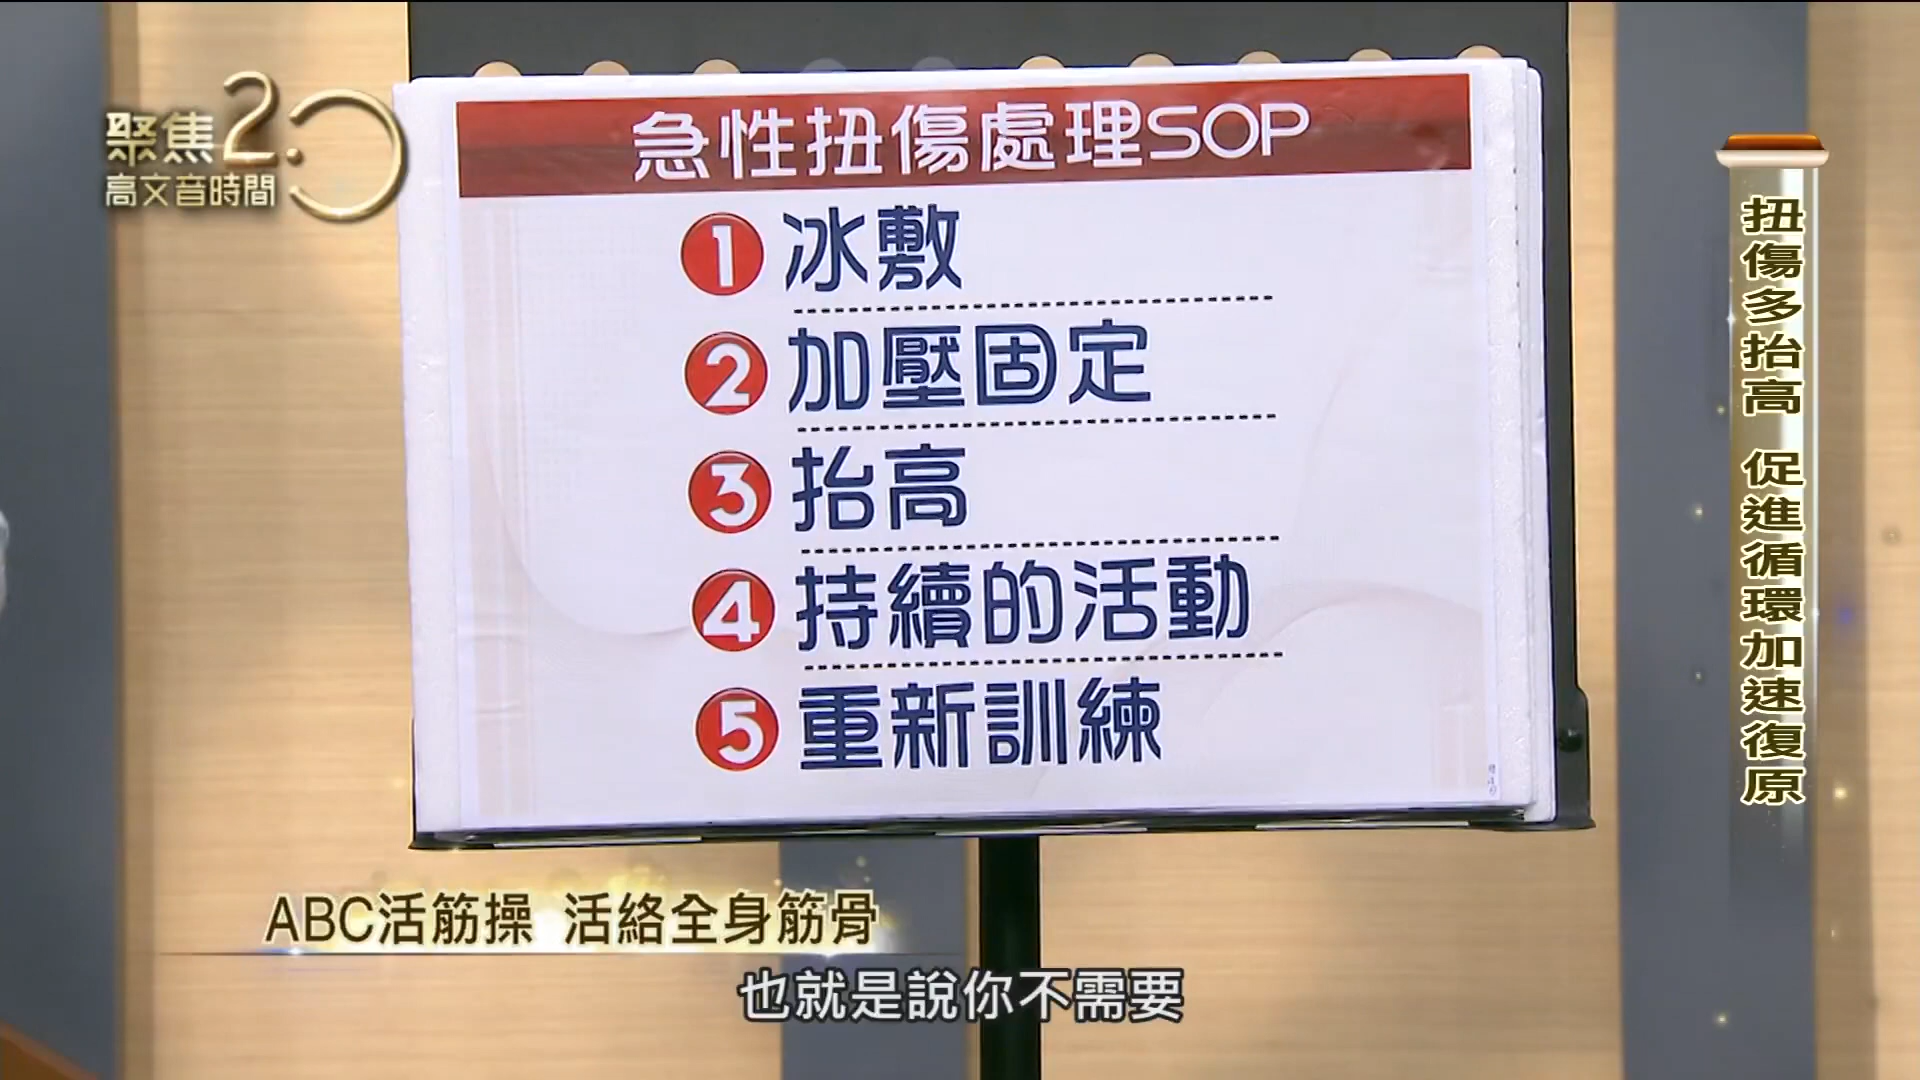 聚焦2.0
高文音時間
急性扭傷處理SOP
1 冰敷
2 加壓固定
3 抬高
4 持續的活動
5 重新訓練
扭傷多抬高 促進循環加速復原
ABC活筋操 活絡全身筋骨
也就是說你不需要